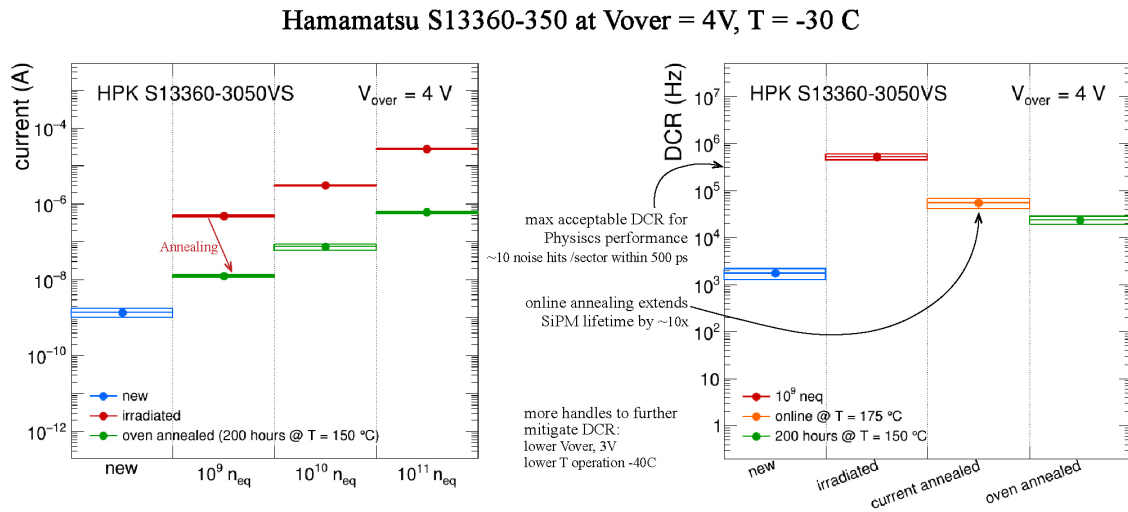 Hamamatsu S13360-350 at Vover = 4V, T = -30 C
current (A)
HPK S13360-3050VS
V_over = 4 V
10^-4
10^-6
10^-8
10^-10
10^-12
Annealing
new
irradiated
oven annealed (200 hours @ T = 150 °C)
new
10^9 n_eq
10^10 n_eq
10^11 n_eq
max acceptable DCR for
Physiscs performance
~10 noise hits /sector within 500 ps
online annealing extends
SiPM lifetime by ~10x
more handles to further
mitigate DCR:
lower Vover, 3V
lower T operation -40C
DCR (Hz)
HPK S13360-3050VS
V_over = 4 V
10^7
10^6
10^5
10^4
10^3
10^2
10
1
10^9 neq
online @ T = 175 °C
200 hours @ T = 150 °C
new
irradiated
current annealed
oven annealed